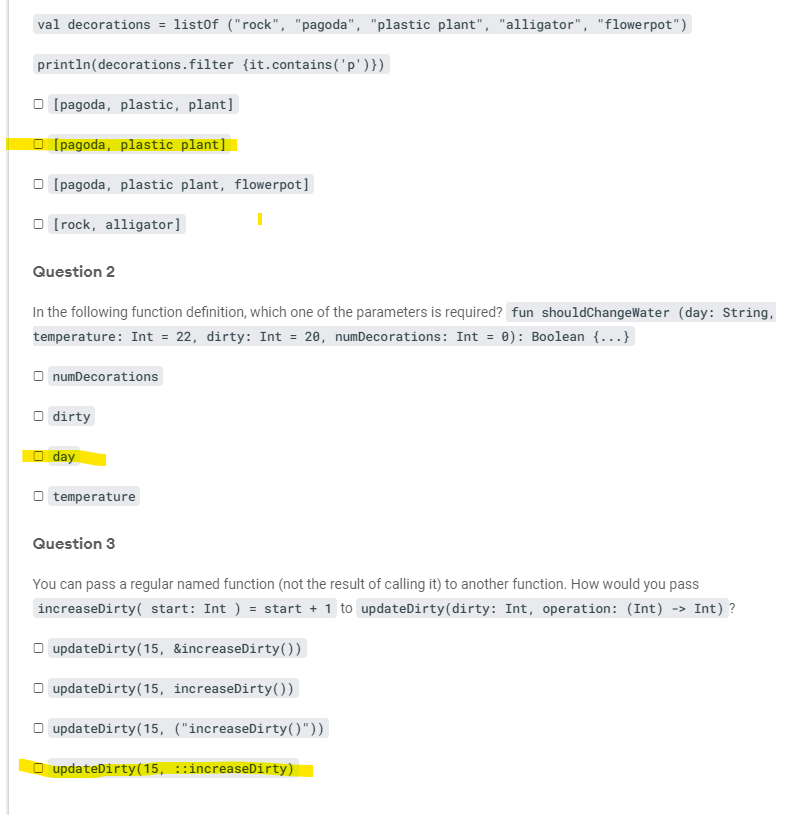 val decorations = listOf ("rock", "pagoda", "plastic plant", "alligator", "flowerpot")
println(decorations.filter {it.contains('p')})
[pagoda, plastic, plant]
[pagoda, plastic plant]
[pagoda, plastic plant, flowerpot]
[rock, alligator]
Question 2
In the following function definition, which one of the parameters is required? fun shouldChangeWater (day: String,
temperature: Int = 22, dirty: Int = 20, numDecorations: Int = 0): Boolean {...}
numDecorations
dirty
day
temperature
Question 3
You can pass a regular named function (not the result of calling it) to another function. How would you pass
increaseDirty( start: Int ) = start + 1 to updateDirty(dirty: Int, operation: (Int) -> Int) ?
updateDirty(15, &increaseDirty())
updateDirty(15, increaseDirty())
updateDirty(15, ("increaseDirty()"))
updateDirty(15, ::increaseDirty)